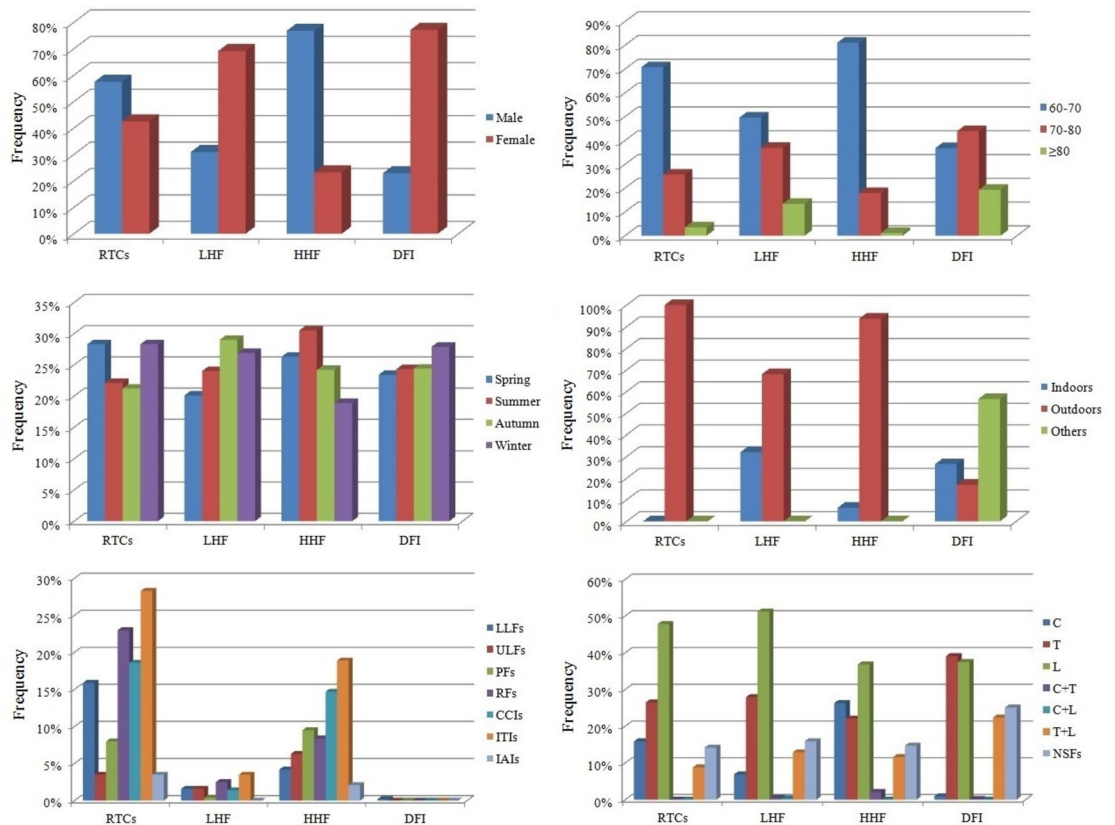 80%
70%
60%
50%
40%
30%
20%
10%
0%
Frequency
RTCs LHF HHF DFI
Male
Female
90%
80%
70%
60%
50%
40%
30%
20%
10%
0%
Frequency
RTCs LHF HHF DFI
60-70
70-80
≥80
35%
30%
25%
20%
15%
10%
5%
0%
Frequency
RTCs LHF HHF DFI
Spring
Summer
Autumn
Winter
100%
90%
80%
70%
60%
50%
40%
30%
20%
10%
0%
Frequency
RTCs LHF HHF DFI
Indoors
Outdoors
Others
30%
25%
20%
15%
10%
5%
0%
Frequency
RTCs LHF HHF DFI
LLFs
ULFs
PFs
RFs
CCIs
ITIs
IAIs
60%
50%
40%
30%
20%
10%
0%
Frequency
RTCs LHF HHF DFI
C
T
L
C+T
C+L
T+L
NSFs